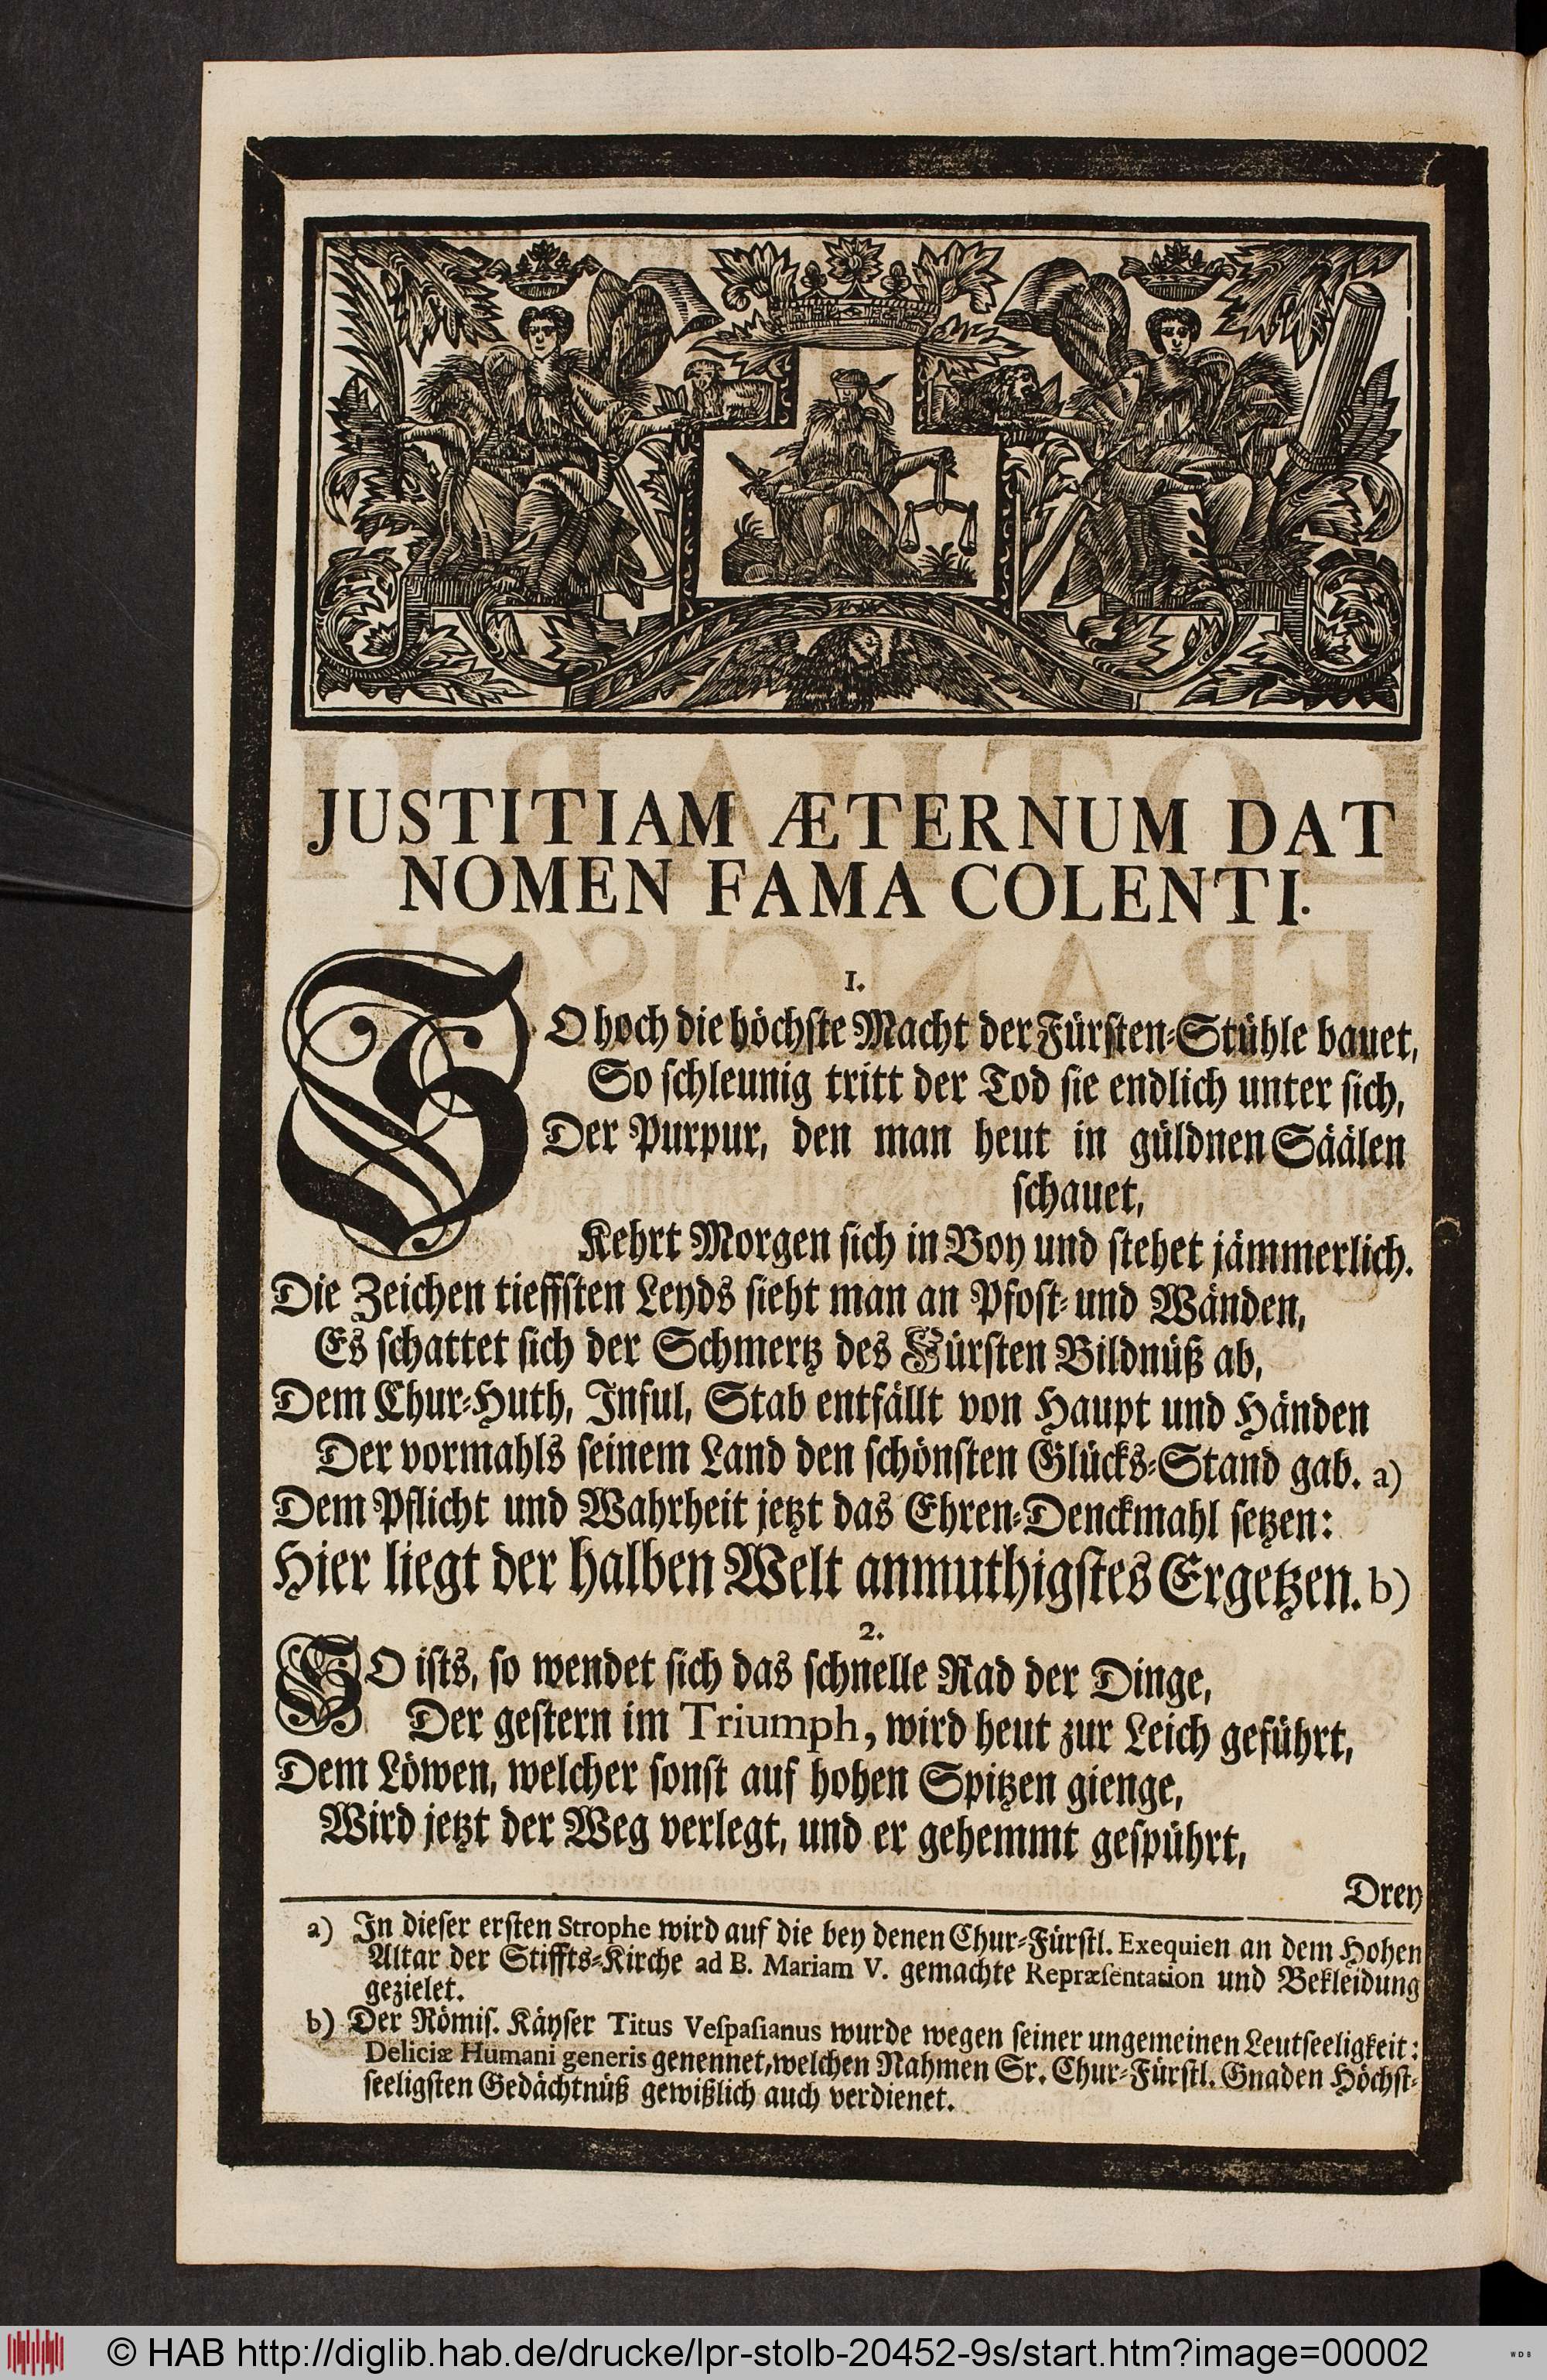 JUSTITIAM ÆTERNUM DAT
NOMEN FAMA COLENTI.
1.
SO hoch die höchste Macht der Fürsten-Stühle bauet,
So schleunig tritt der Tod sie endlich unter sich,
Der Purpur, den man heut in güldnen Säälen
schauet,
Kehrt Morgen sich in Boy und stehet jämmerlich.
Die Zeichen tieffsten Leyds sieht man an Pfost- und Wänden,
Es schattet sich der Schmertz des Fürsten Bildnüß ab,
Dem Chur-Huth, Inful, Stab entfällt von Haupt und Händen
Der vormahls seinem Land den schönsten Glücks-Stand gab. a)
Dem Pflicht und Wahrheit jetzt das Ehren-Denckmahl setzen:
Hier liegt der halben Welt anmuthigstes Ergetzen. b)
2.
SO ists, so wendet sich das schnelle Rad der Dinge,
Der gestern im Triumph, wird heut zur Leich geführt,
Dem Löwen, welcher sonst auf hohen Spitzen gienge,
Wird jetzt der Weg verlegt, und er gehemmt gespührt,
Drey
a) In dieser ersten Strophe wird auf die bey denen Chur-Fürstl. Exequien an dem Hohen
Altar der Stiffts-Kirche ad B. Mariam V. gemachte Repræsentation und Bekleidung
gezielet.
b) Der Römis. Käyser Titus Vespasianus wurde wegen seiner ungemeinen Leutseeligkeit:
Deliciæ Humani generis genennet, welchen Nahmen Sr. Chur-Fürstl. Gnaden Höchst-
seeligsten Gedächtnüß gewißlich auch verdienet.
© HAB http://diglib.hab.de/drucke/lpr-stolb-20452-9s/start.htm?image=00002
WDB